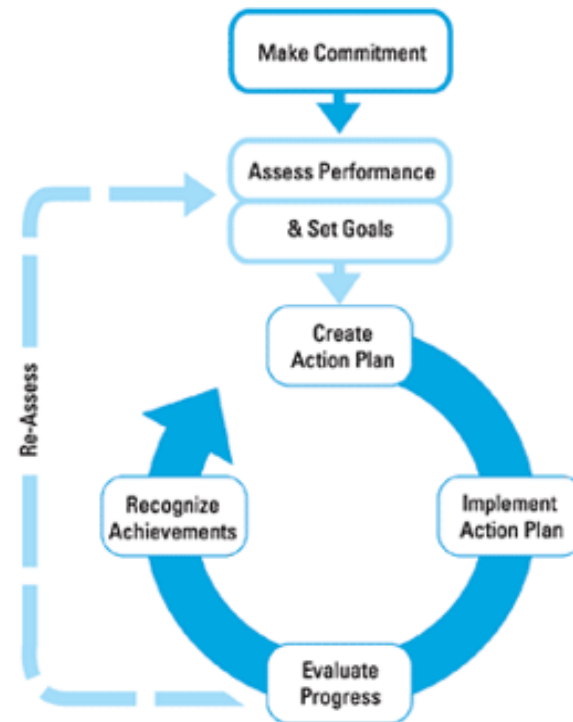 Make Commitment
Assess Performance
& Set Goals
Create
Action Plan
Re-Assess
Recognize
Achievements
Implement
Action Plan
Evaluate
Progress